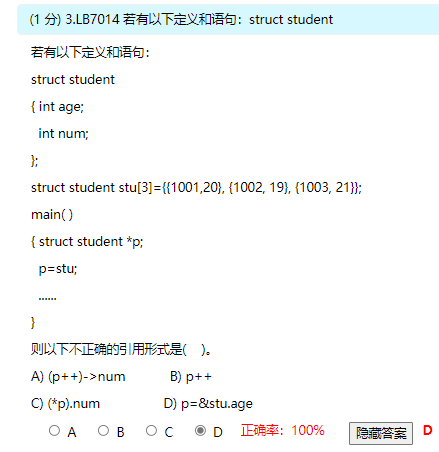 (1 分) 3.LB7014 若有以下定义和语句：struct student
若有以下定义和语句：
struct student
{ int age;
int num;
};
struct student stu[3]={{1001,20}, {1002, 19}, {1003, 21}};
main( )
{ struct student *p;
p=stu;
......
}
则以下不正确的引用形式是( )。
A) (p++)->num B) p++
C) (*p).num D) p=&stu.age
A B C D 正确率：100% 隐藏答案 D